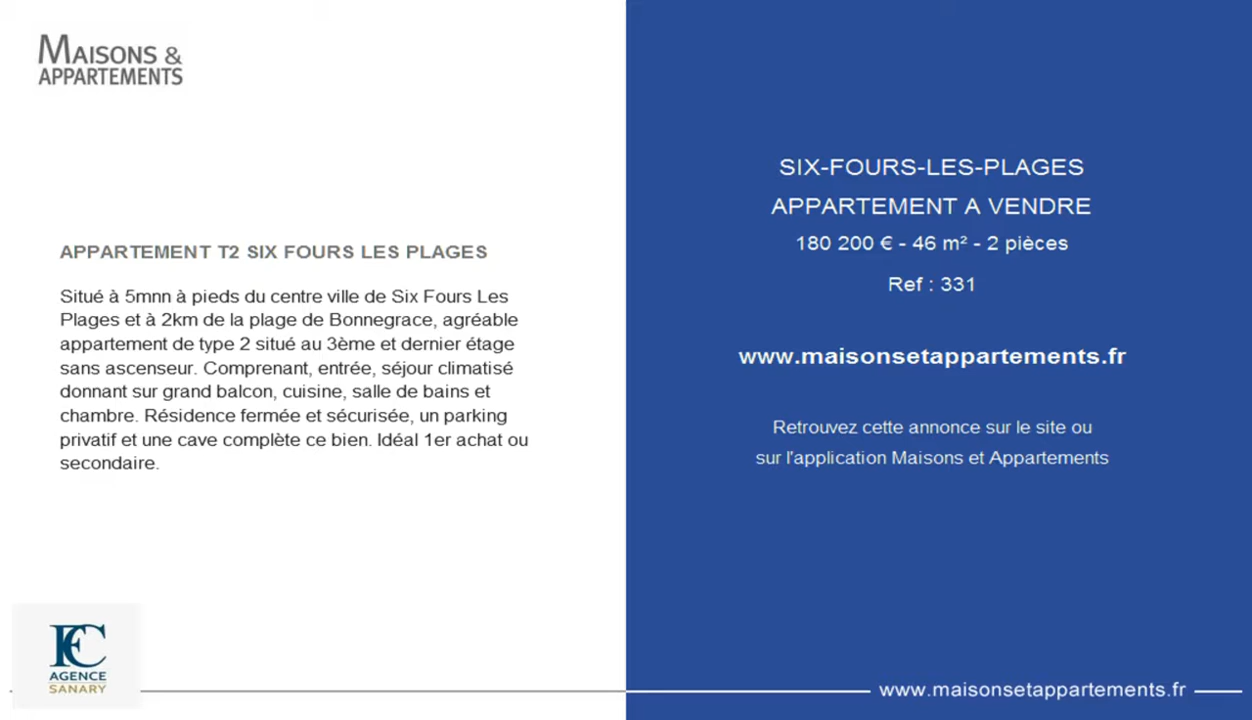 MAISONS &
APPARTEMENTS
APPARTEMENT T2 SIX FOURS LES PLAGES
Situé à 5mnn à pieds du centre ville de Six Fours Les
Plages et à 2km de la plage de Bonnegrace, agréable
appartement de type 2 situé au 3ème et dernier étage
sans ascenseur. Comprenant, entrée, séjour climatisé
donnant sur grand balcon, cuisine, salle de bains et
chambre. Résidence fermée et sécurisée, un parking
privatif et une cave complète ce bien. Idéal 1er achat ou
secondaire.
FC
AGENCE
SANARY
SIX-FOURS-LES-PLAGES
APPARTEMENT A VENDRE
180 200 € - 46 m² - 2 pièces
Ref : 331
www.maisonsetappartements.fr
Retrouvez cette annonce sur le site ou
sur l'application Maisons et Appartements
www.maisonsetappartements.fr